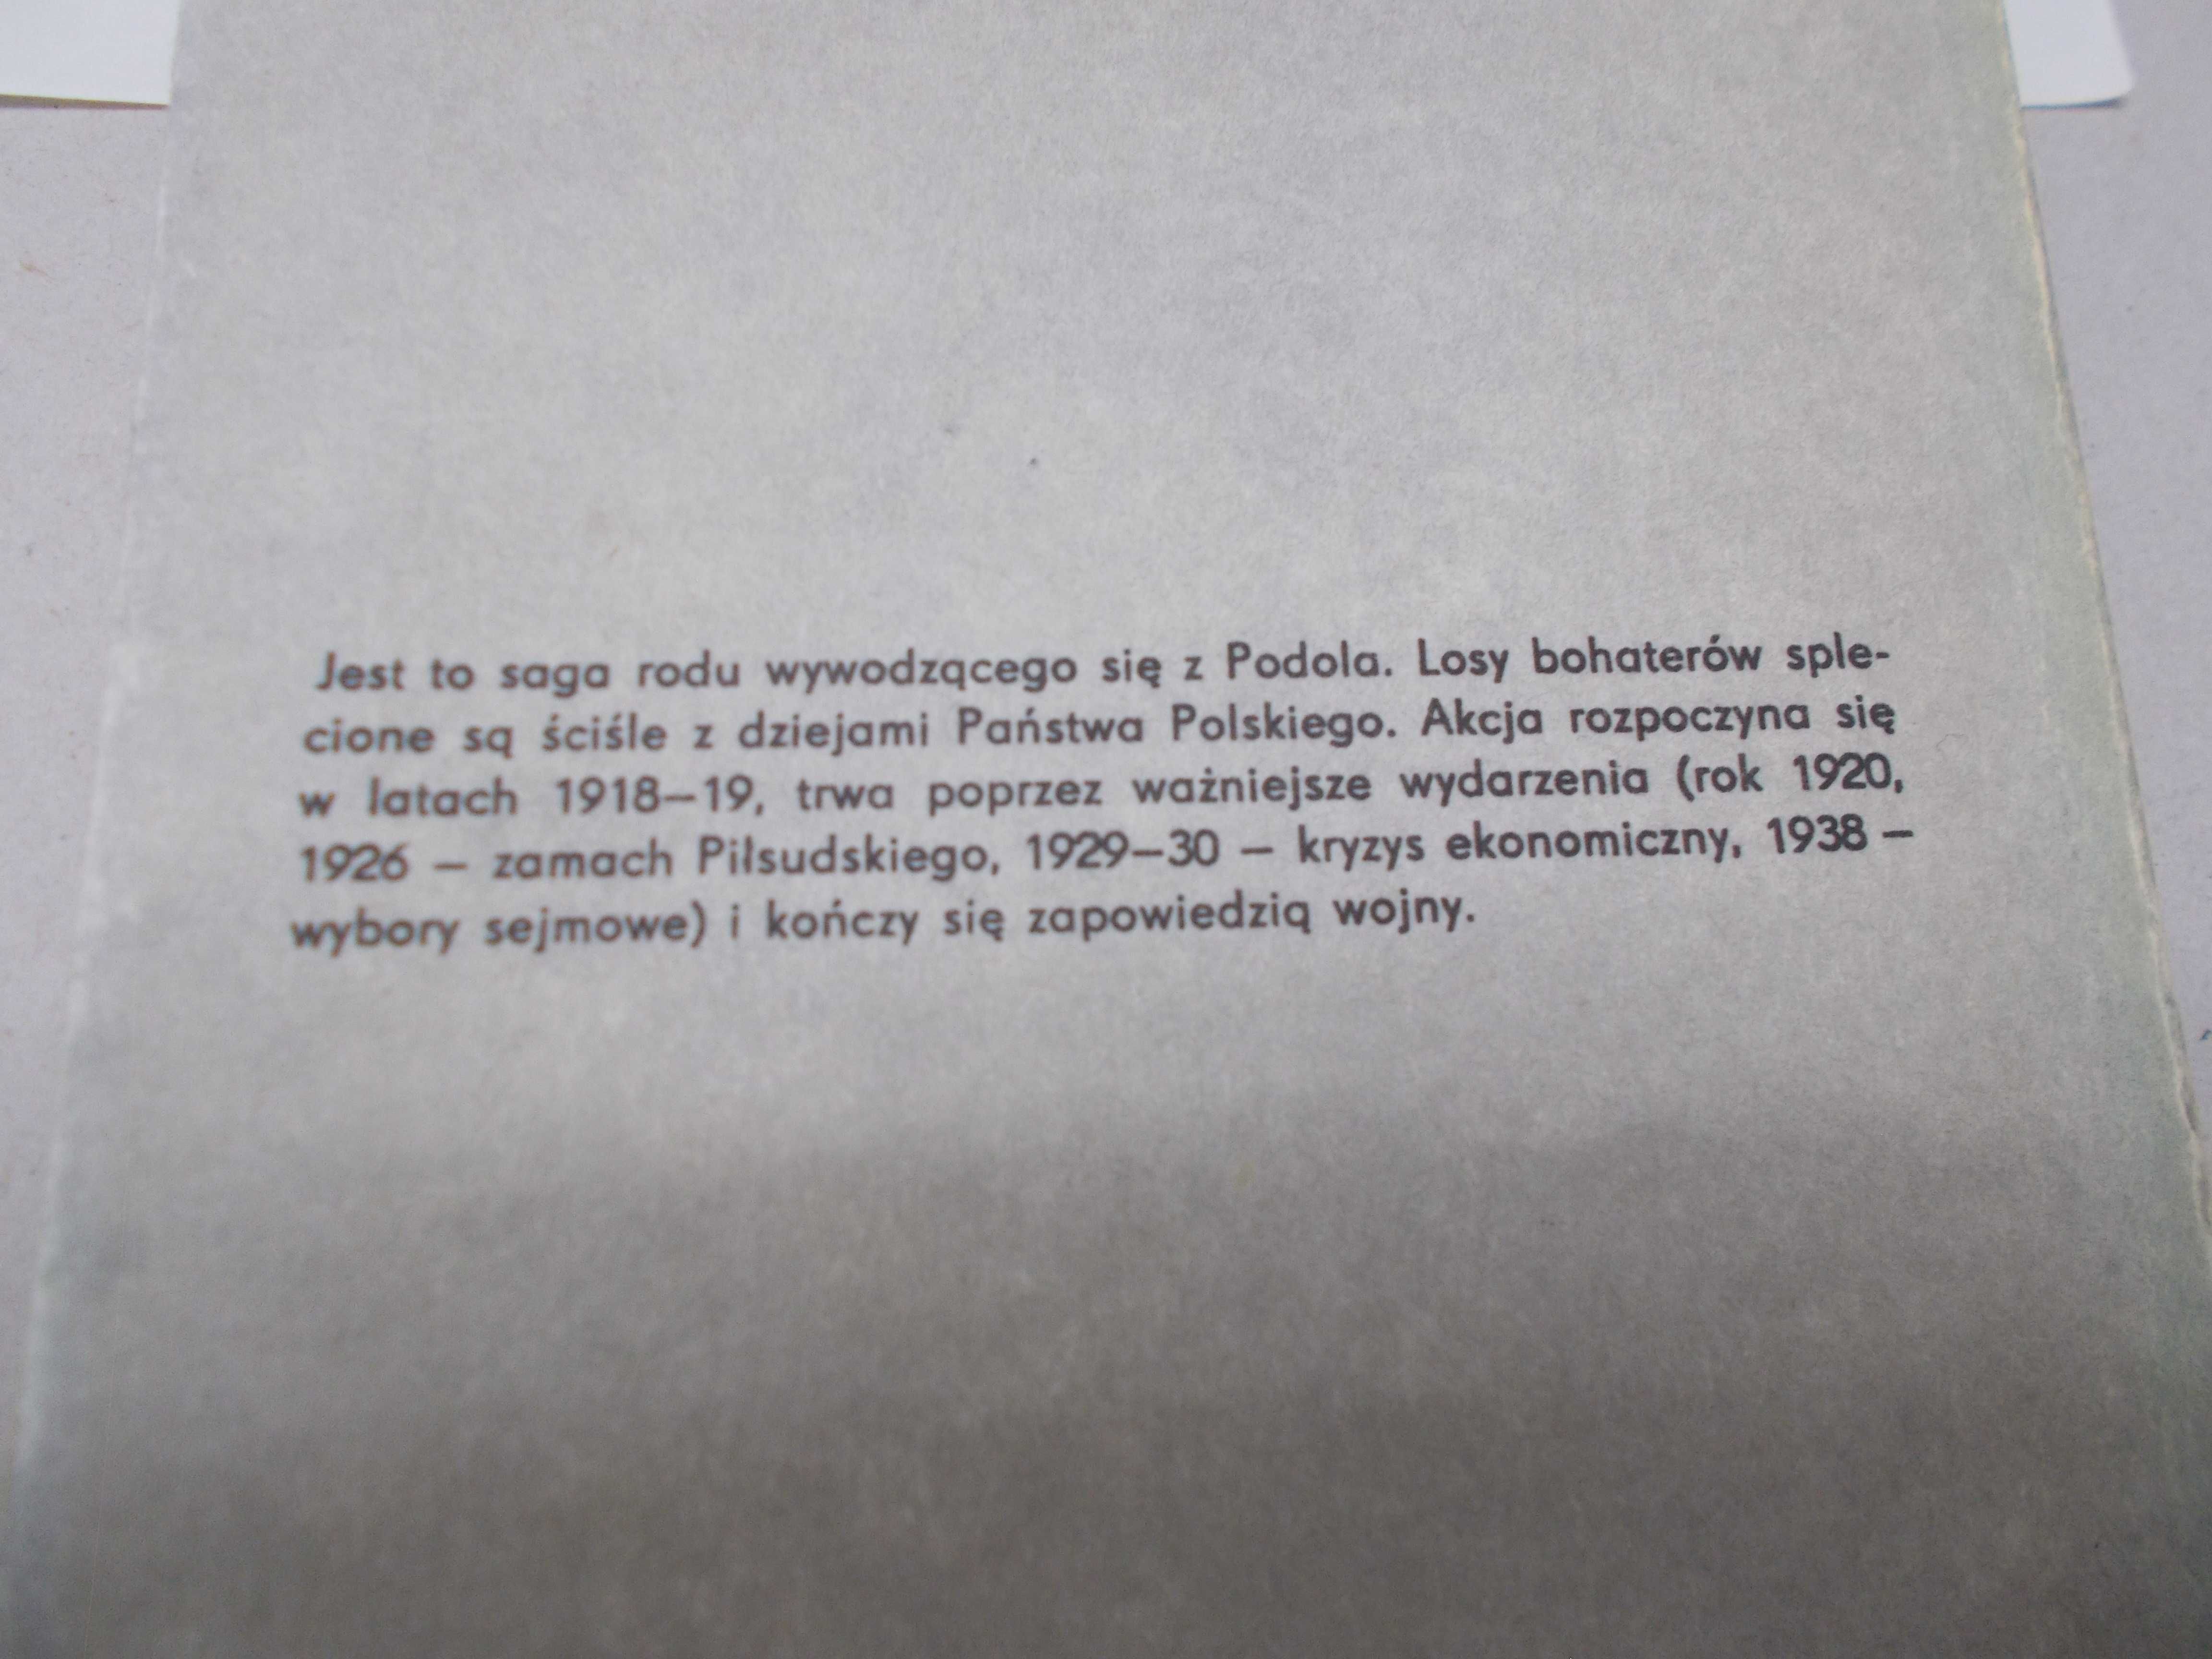 Jest to saga rodu wywodzącego się z Podola. Losy bohaterów sple-
cione są ściśle z dziejami Państwa Polskiego. Akcja rozpoczyna się
w latach 1918–19, trwa poprzez ważniejsze wydarzenia (rok 1920,
1926 – zamach Piłsudskiego, 1929–30 – kryzys ekonomiczny, 1938 –
wybory sejmowe) i kończy się zapowiedzią wojny.